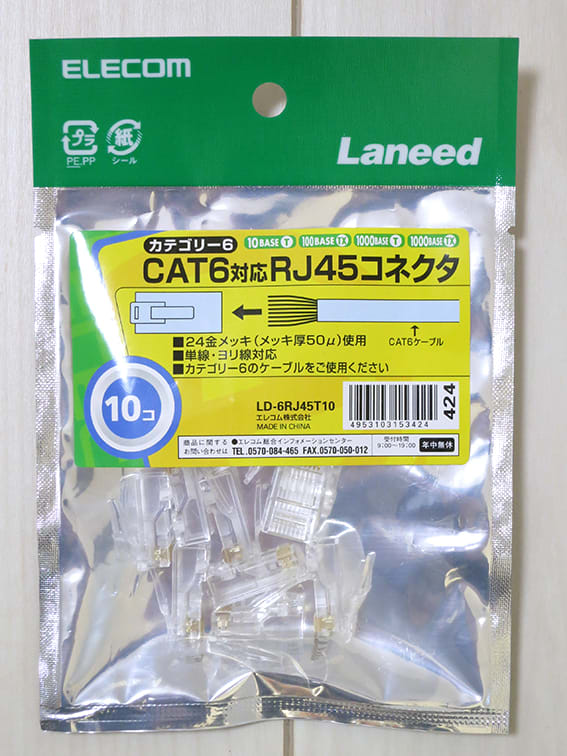 ELECOM
プラ
PE.PP
紙
シール
Laneed
カテゴリー6 10BASE T 100BASE TX 1000BASE T 1000BASE TX
CAT6対応RJ45コネクタ
CAT6ケーブル
■24金メッキ(メッキ厚50μ)使用
■単線・ヨリ線対応
■カテゴリー6のケーブルをご使用ください
10コ
LD-6RJ45T10
エレコム株式会社
MADE IN CHINA
4953103153424
424
商品に関する
お問い合わせは
●エレコム総合インフォメーションセンター
TEL.0570-084-465 FAX.0570-050-012
受付時間
9:00〜19:00
年中無休